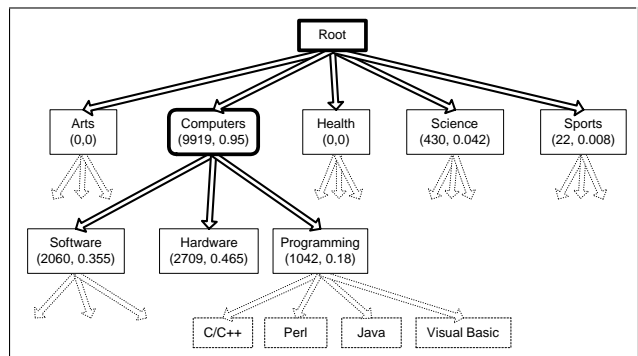 Root
Arts
(0,0)
Computers
(9919, 0.95)
Health
(0,0)
Science
(430, 0.042)
Sports
(22, 0.008)
Software
(2060, 0.355)
Hardware
(2709, 0.465)
Programming
(1042, 0.18)
C/C++
Perl
Java
Visual Basic